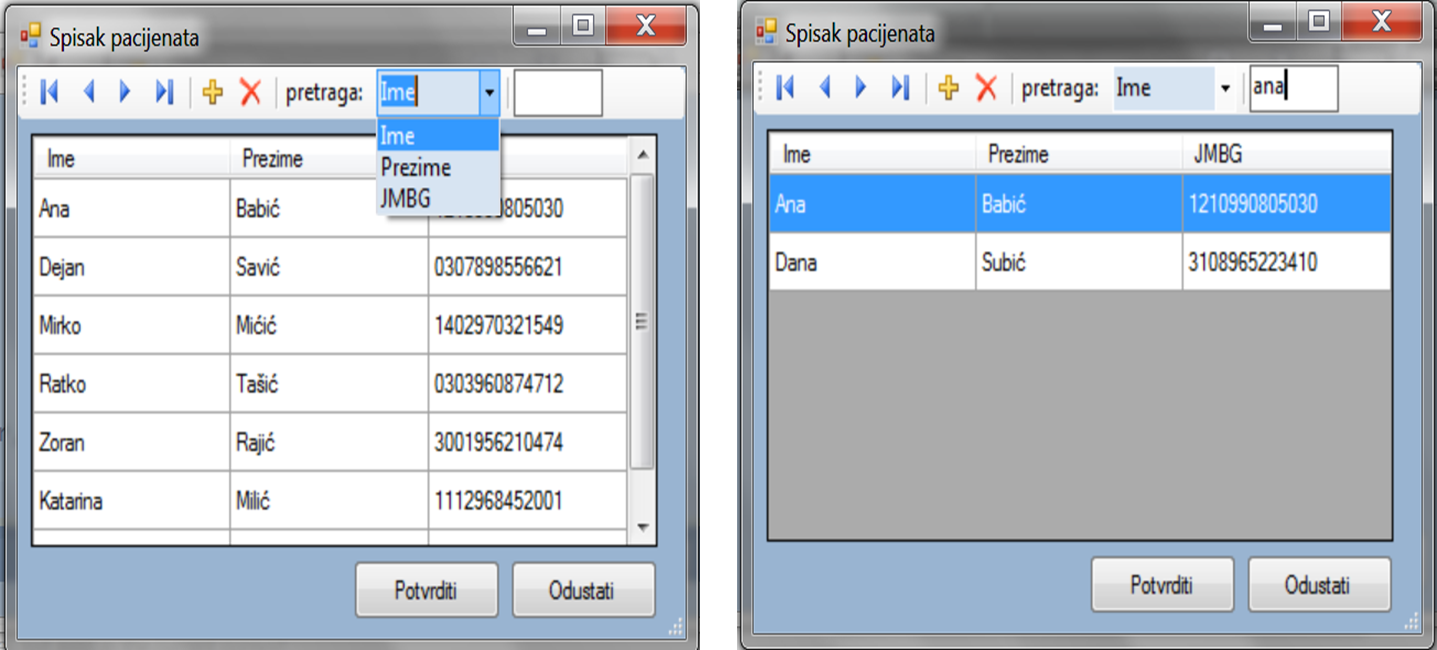 Spisak pacijenata
pretraga: Ime
Ime
Prezime
JMBG
Ime Prezime
Ana Babić 805030
Dejan Savić 0307898556621
Mirko Mićić 1402970321549
Ratko Tašić 0303960874712
Zoran Rajić 3001956210474
Katarina Milić 1112968452001
Potvrditi Odustati
Spisak pacijenata
pretraga: Ime ana
Ime Prezime JMBG
Ana Babić 1210990805030
Dana Subić 3108965223410
Potvrditi Odustati